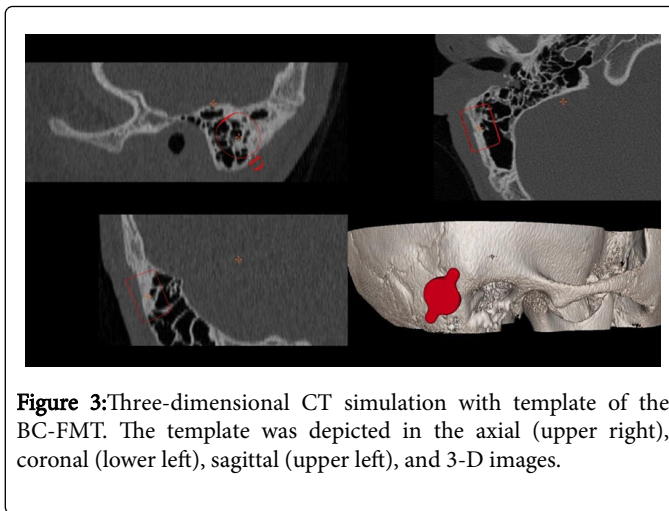 Figure 3:Three-dimensional CT simulation with template of the
BC-FMT. The template was depicted in the axial (upper right),
coronal (lower left), sagittal (upper left), and 3-D images.